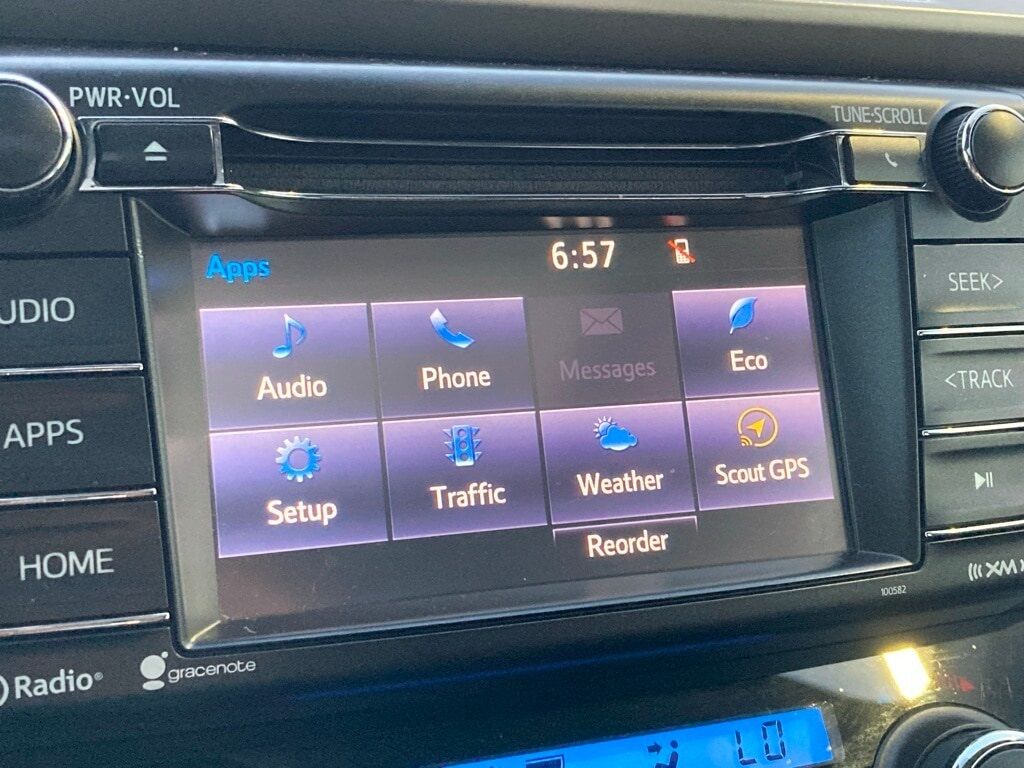 PWR·VOL
TUNE·SCROLL
UDIO
APPS
HOME
Apps
6:57
Audio
Phone
Messages
Eco
Setup
Traffic
Weather
Scout GPS
Reorder
SEEK>
<TRACK
XM
100582
Radio®
gracenote
LO